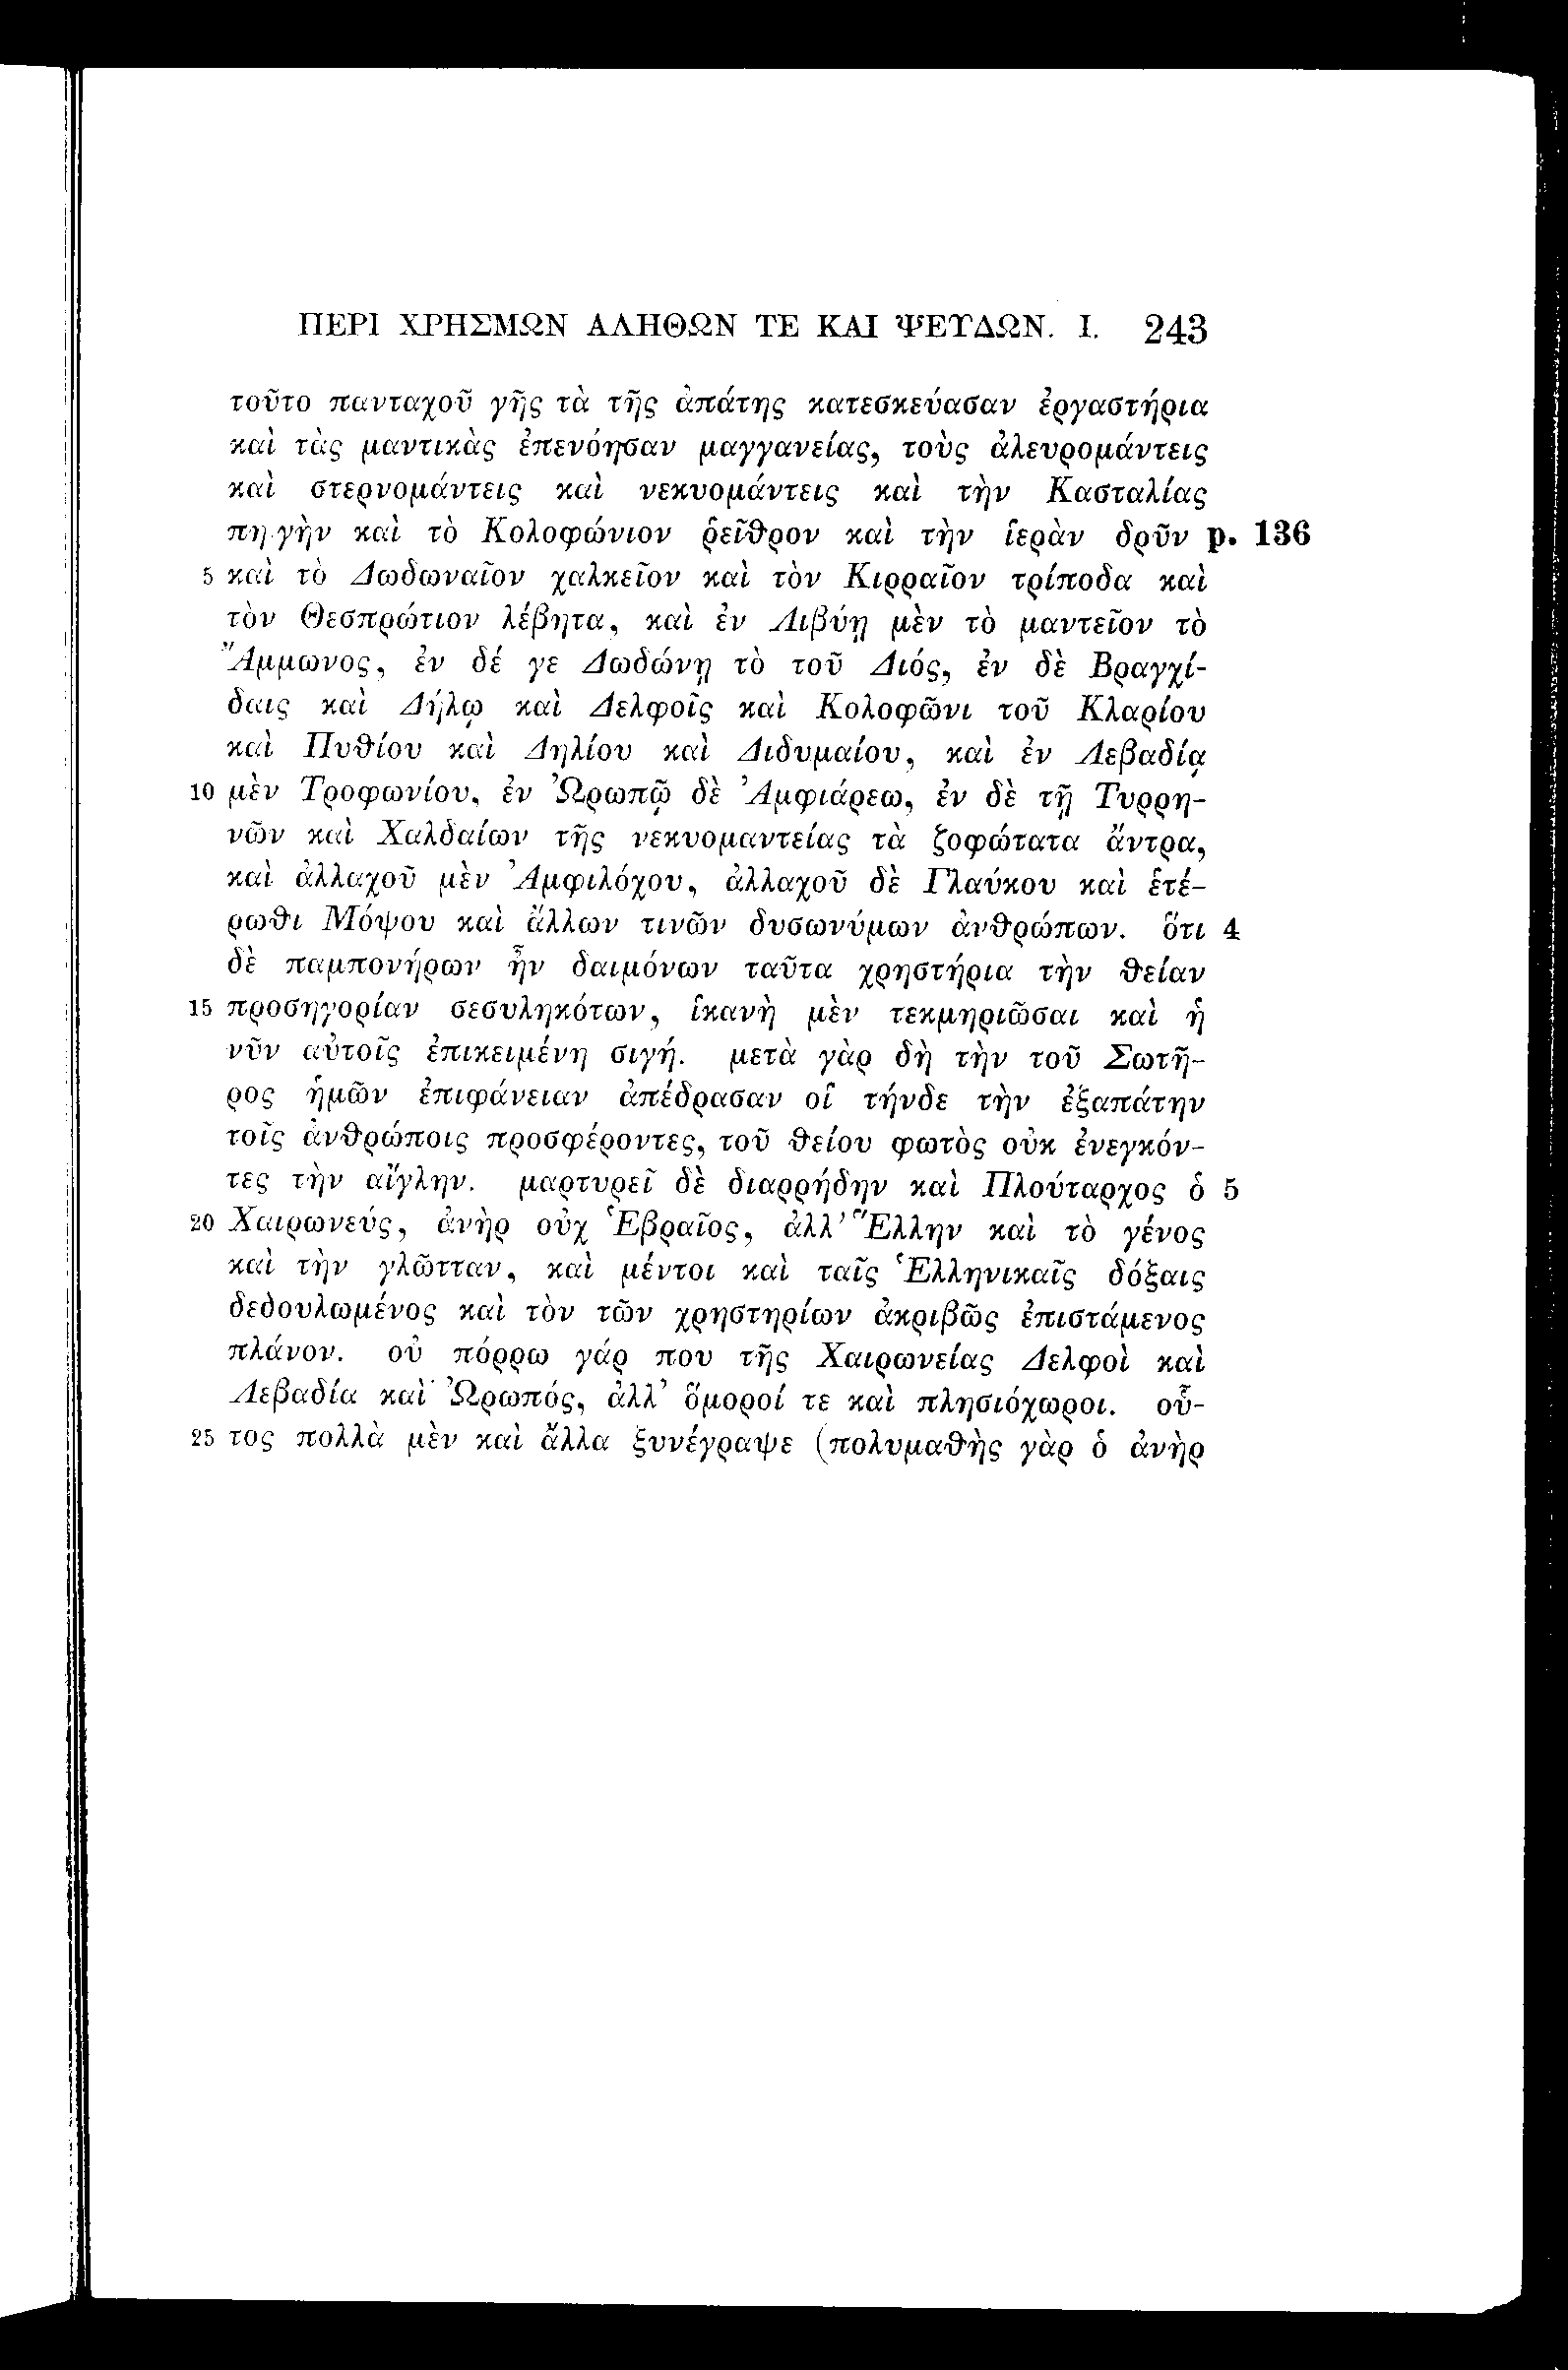 ΠΕΡΙ ΧΡΗΣΜΩΝ ΑΛΗΘΩΝ ΤΕ ΚΑΙ ΨΕΥΔΩΝ. Ι. 243
τοῦτο πανταχοῦ γῆς τὰ τῆς ἀπάτης κατεσκεύασαν ἐργαστήρια
καὶ τὰς μαντικὰς ἐπενόησαν μαγγανείας, τοὺς ἀλευρομάντεις
καὶ στερνομάντεις καὶ νεκυομάντεις καὶ τὴν Κασταλίας
πηγὴν καὶ τὸ Κολοφώνιον ῥεῖθρον καὶ τὴν ἱερὰν δρῦν p. 136
5 καὶ τὸ Δωδωναῖον χαλκεῖον καὶ τὸν Κιρραῖον τρίποδα καὶ
τὸν Θεσπρώτιον λέβητα, καὶ ἐν Λιβύῃ μὲν τὸ μαντεῖον τὸ
Ἄμμωνος, ἐν δέ γε Δωδώνῃ τὸ τοῦ Διός, ἐν δὲ Βραγχί-
δαις καὶ Δήλῳ καὶ Δελφοῖς καὶ Κολοφῶνι τοῦ Κλαρίου
καὶ Πυθίου καὶ Δηλίου καὶ Διδυμαίου, καὶ ἐν Λεβαδίᾳ
10 μὲν Τροφωνίου, ἐν Ὠρωπῷ δὲ Ἀμφιάρεω, ἐν δὲ τῇ Τυρρη-
νῶν καὶ Χαλδαίων τῆς νεκυομαντείας τὰ ζοφώτατα ἄντρα,
καὶ ἀλλαχοῦ μὲν Ἀμφιλόχου, ἀλλαχοῦ δὲ Γλαύκου καὶ ἑτέ-
ρωθι Μόψου καὶ ἄλλων τινῶν δυσωνύμων ἀνθρώπων. ὅτι 4
δὲ παμπονήρων ἦν δαιμόνων ταῦτα χρηστήρια τὴν θείαν
15 προσηγορίαν σεσυληκότων, ἱκανὴ μὲν τεκμηριῶσαι καὶ ἡ
νῦν αὐτοῖς ἐπικειμένη σιγή. μετὰ γὰρ δὴ τὴν τοῦ Σωτῆ-
ρος ἡμῶν ἐπιφάνειαν ἀπέδρασαν οἱ τήνδε τὴν ἐξαπάτην
τοῖς ἀνθρώποις προσφέροντες, τοῦ θείου φωτὸς οὐκ ἐνεγκόν-
τες τὴν αἴγλην. μαρτυρεῖ δὲ διαρρήδην καὶ Πλούταρχος ὁ 5
20 Χαιρωνεύς, ἀνὴρ οὐχ Ἑβραῖος, ἀλλ’ Ἕλλην καὶ τὸ γένος
καὶ τὴν γλῶτταν, καὶ μέντοι καὶ ταῖς Ἑλληνικαῖς δόξαις
δεδουλωμένος καὶ τὸν τῶν χρηστηρίων ἀκριβῶς ἐπιστάμενος
πλάνον. οὐ πόρρω γάρ που τῆς Χαιρωνείας Δελφοὶ καὶ
Λεβαδία καὶ Ὠρωπός, ἀλλ’ ὅμοροί τε καὶ πλησιόχωροι. οὗ-
25 τος πολλὰ μὲν καὶ ἄλλα ξυνέγραψε (πολυμαθὴς γὰρ ὁ ἀνὴρ